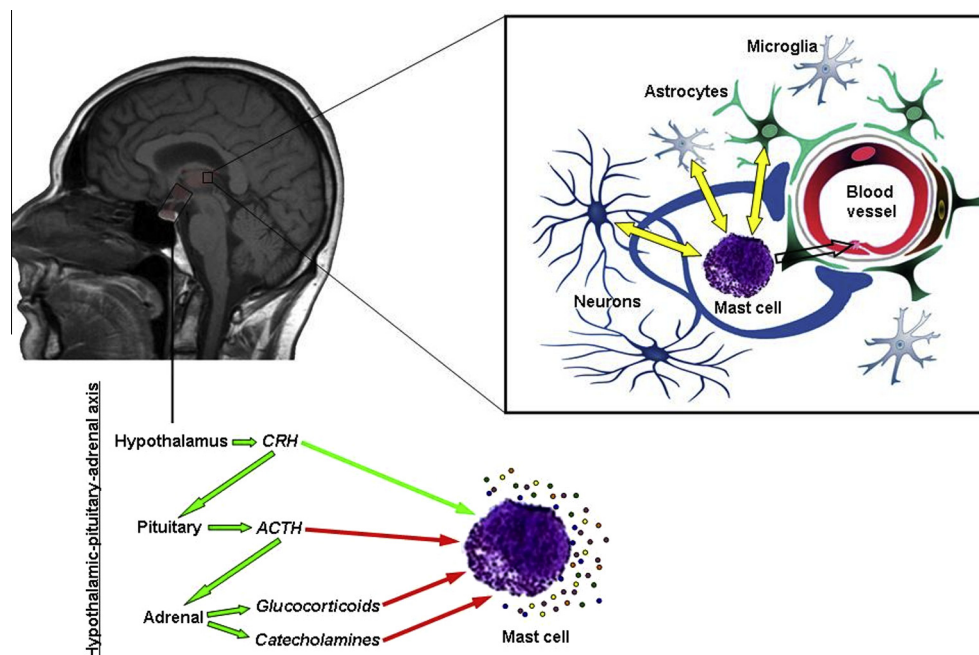 Microglia
Astrocytes
Blood
vessel
Neurons
Mast cell
Hypothalamic-pituitary-adrenal axis
Hypothalamus
CRH
Pituitary
ACTH
Adrenal
Glucocorticoids
Catecholamines
Mast cell